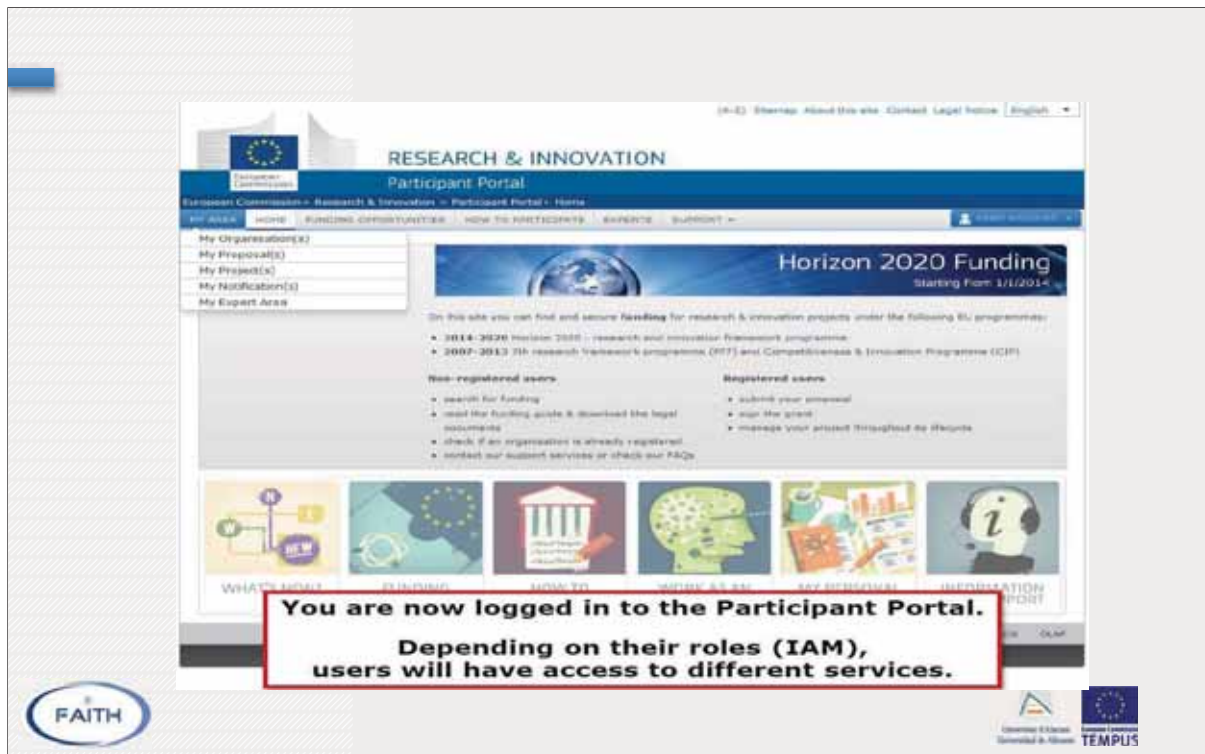 (A-Z) Sitemap About this site Contact Legal Notice English
RESEARCH & INNOVATION
European
Commission
Participant Portal
European Commission > Research & Innovation > Participant Portal > Home
MY AREA HOME FUNDING OPPORTUNITIES HOW TO PARTICIPATE EXPERTS SUPPORT
My Organisation(s)
My Proposal(s)
My Project(s)
My Notification(s)
My Expert Area
Horizon 2020 Funding
Starting From 1/1/2014
On this site you can find and secure funding for research & innovation projects under the following EU programmes:
• 2014-2020 Horizon 2020 - research and innovation framework programme
• 2007-2013 7th research framework programme (FP7) and Competitiveness & Innovation Programme (CIP)
Non-registered users
• search for funding
• read the funding guide & download the legal
documents
• check if an organisation is already registered
• contact our support services or check our FAQs
Registered users
• submit your proposal
• sign the grant
• manage your project throughout its lifecycle
N
W
NEW
i
WHAT'S NEW? FUNDING HOW TO WORK AS AN MY PERSONAL INFORMATION
You are now logged in to the Participant Portal.
Depending on their roles (IAM),
users will have access to different services.
OLAF
FAITH
Universitat d'Alacant
Universidad de Alicante
TEMPUS